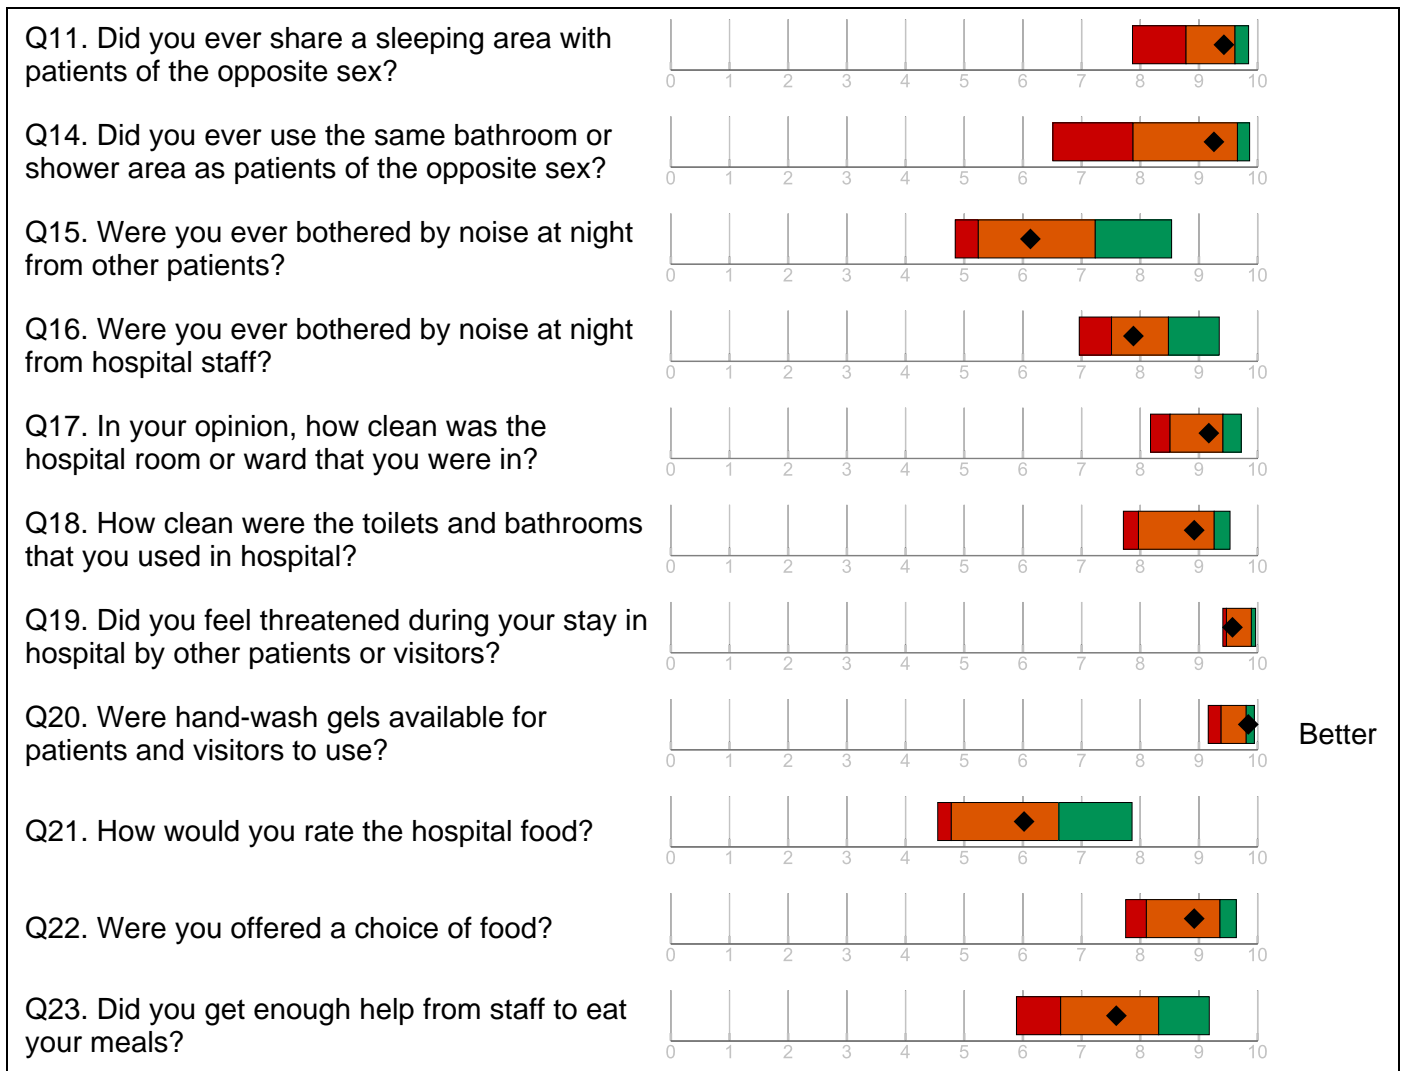 Q11. Did you ever share a sleeping area with
patients of the opposite sex?
0 1 2 3 4 5 6 7 8 9 10
Q14. Did you ever use the same bathroom or
shower area as patients of the opposite sex?
0 1 2 3 4 5 6 7 8 9 10
Q15. Were you ever bothered by noise at night
from other patients?
0 1 2 3 4 5 6 7 8 9 10
Q16. Were you ever bothered by noise at night
from hospital staff?
0 1 2 3 4 5 6 7 8 9 10
Q17. In your opinion, how clean was the
hospital room or ward that you were in?
0 1 2 3 4 5 6 7 8 9 10
Q18. How clean were the toilets and bathrooms
that you used in hospital?
0 1 2 3 4 5 6 7 8 9 10
Q19. Did you feel threatened during your stay in
hospital by other patients or visitors?
0 1 2 3 4 5 6 7 8 9 10
Q20. Were hand-wash gels available for
patients and visitors to use?
Better
0 1 2 3 4 5 6 7 8 9 10
Q21. How would you rate the hospital food?
0 1 2 3 4 5 6 7 8 9 10
Q22. Were you offered a choice of food?
0 1 2 3 4 5 6 7 8 9 10
Q23. Did you get enough help from staff to eat
your meals?
0 1 2 3 4 5 6 7 8 9 10